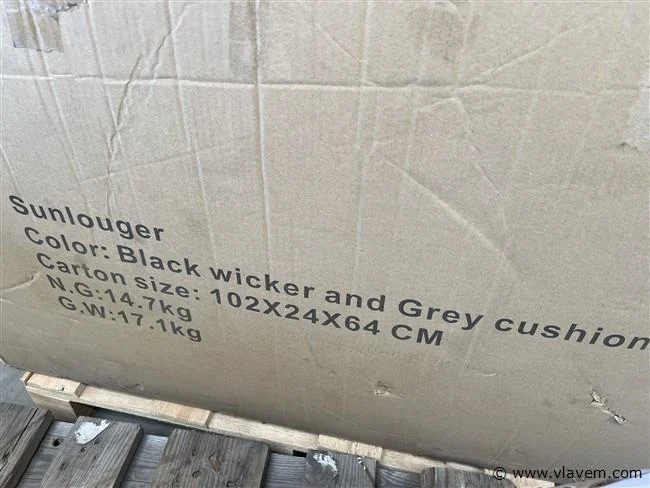 Sunlouger
Color: Black wicker and Grey cushion
Carton size: 102X24X64 CM
N.G:14.7kg
G.W:17.1kg
© www.vlavem.com